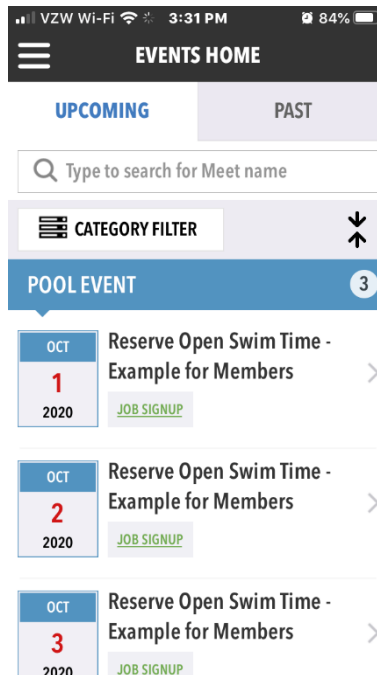 VZW Wi-Fi 3:31 PM 84%
EVENTS HOME
UPCOMING PAST
Type to search for Meet name
CATEGORY FILTER
POOL EVENT 3
OCT
1
2020
Reserve Open Swim Time -
Example for Members
JOB SIGNUP
OCT
2
2020
Reserve Open Swim Time -
Example for Members
JOB SIGNUP
OCT
3
2020
Reserve Open Swim Time -
Example for Members
JOB SIGNUP